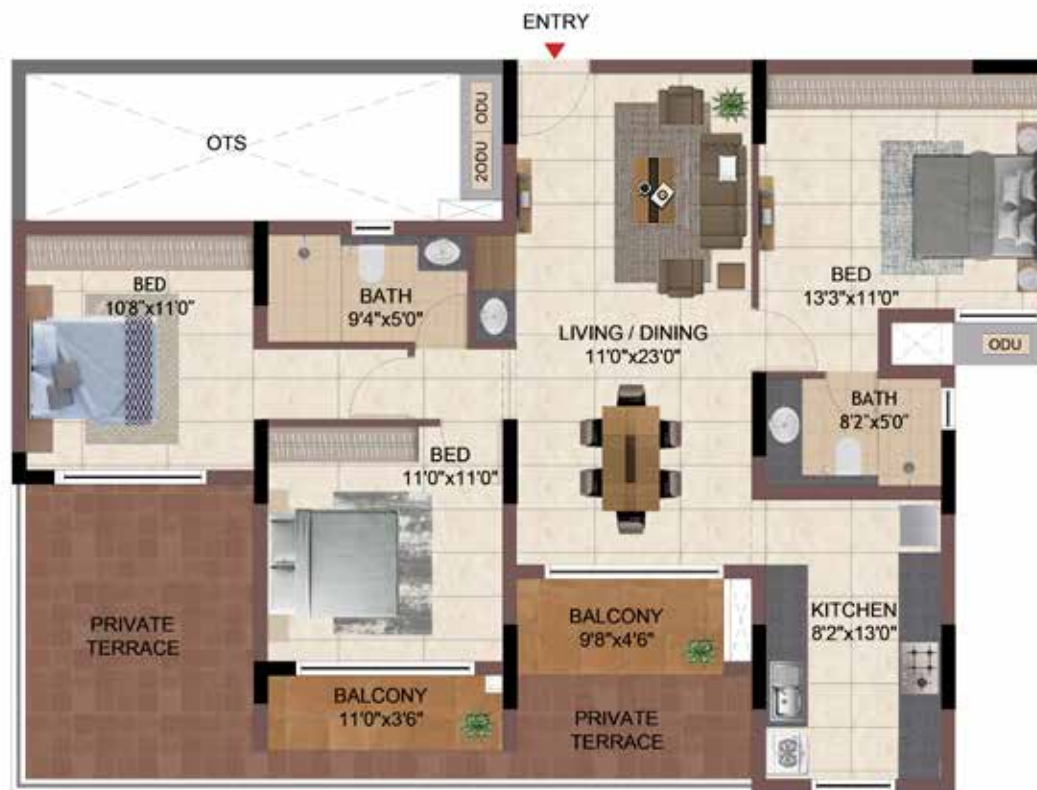 ENTRY
OTS
2ODU
ODU
BED
10'8"x11'0"
BATH
9'4"x5'0"
LIVING / DINING
11'0"x23'0"
BED
13'3"x11'0"
ODU
BATH
8'2"x5'0"
BED
11'0"x11'0"
PRIVATE
TERRACE
BALCONY
9'8"x4'6"
KITCHEN
8'2"x13'0"
BALCONY
11'0"x3'6"
PRIVATE
TERRACE